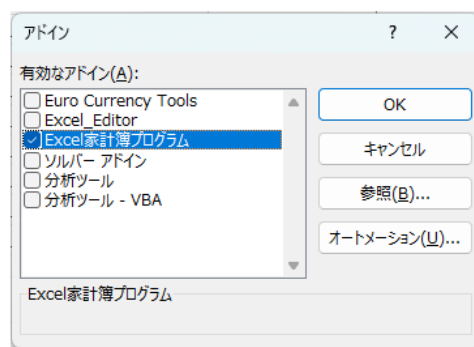 アドイン
有効なアドイン(A):
Euro Currency Tools
Excel_Editor
Excel家計簿プログラム
ソルバー アドイン
分析ツール
分析ツール - VBA
OK
キャンセル
参照(B)...
オートメーション(U)...
Excel家計簿プログラム